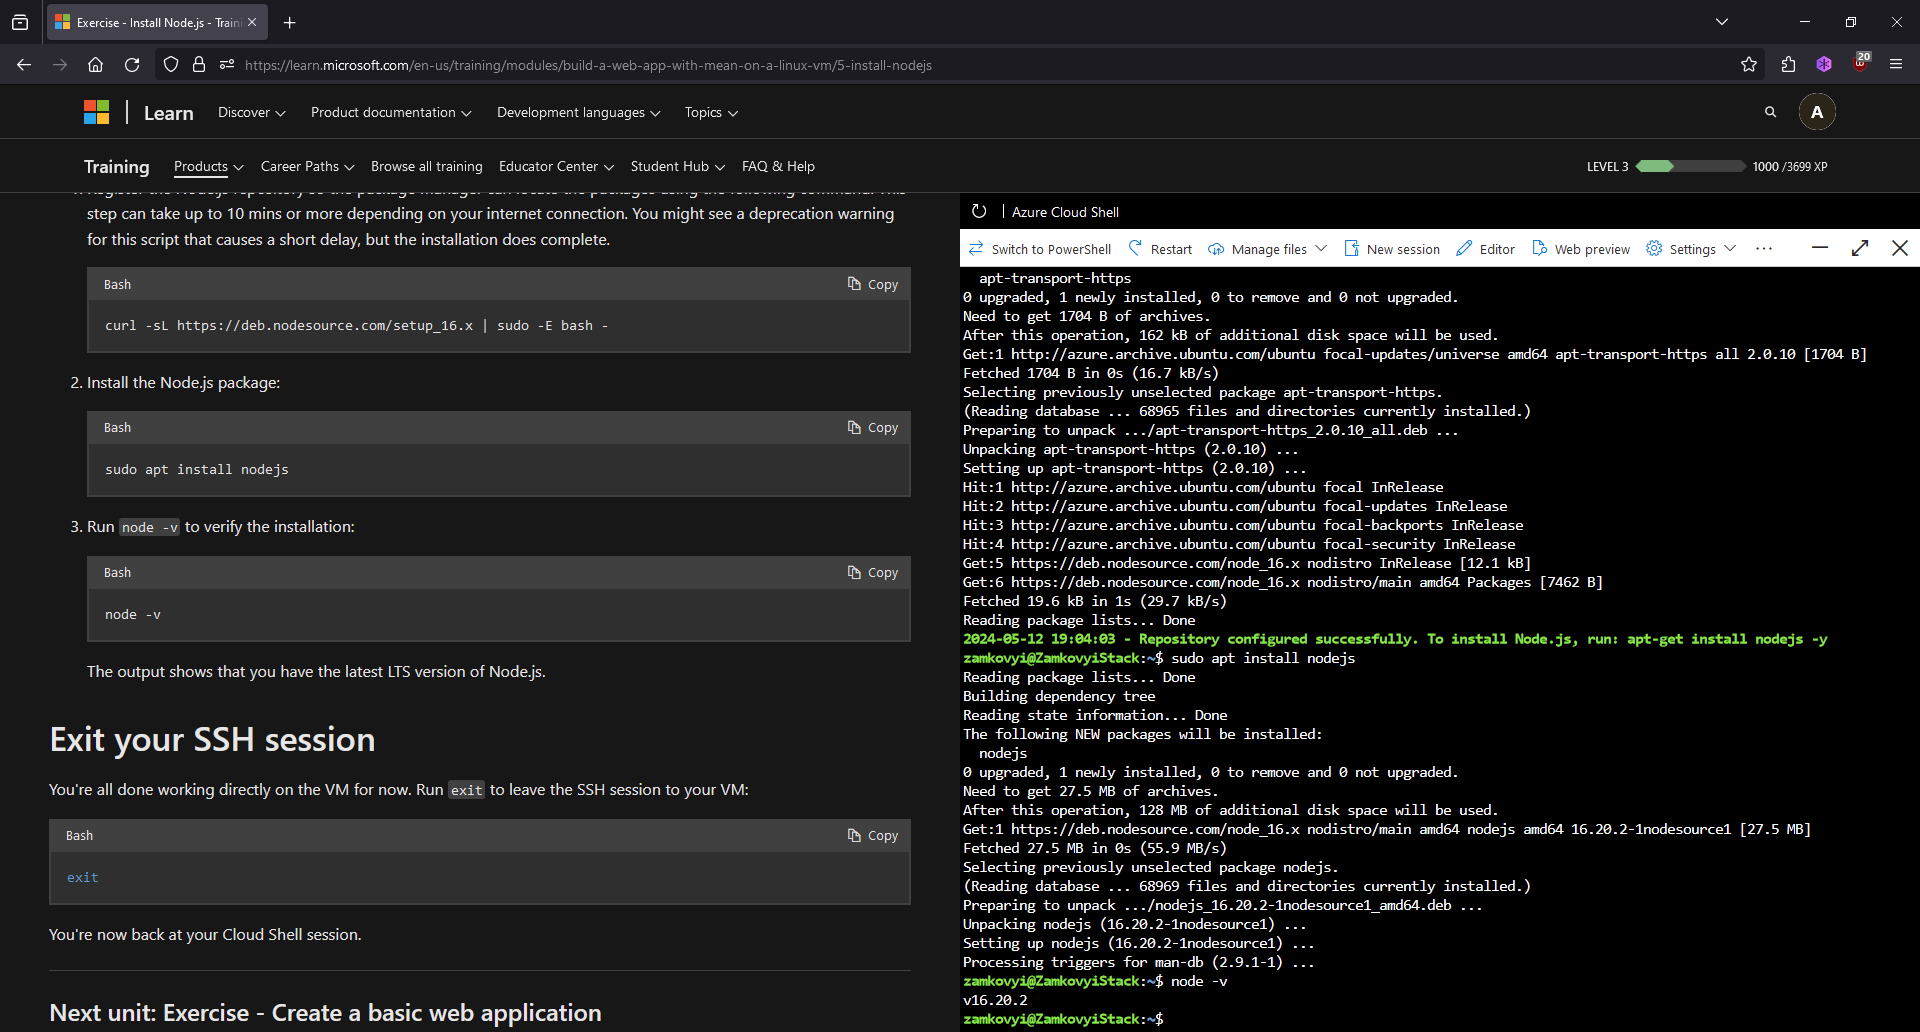 Exercise - Install Node.js - Traini
https://learn.microsoft.com/en-us/training/modules/build-a-web-app-with-mean-on-a-linux-vm/5-install-nodejs
20
Learn
Discover
Product documentation
Development languages
Topics
A
Training
Products
Career Paths
Browse all training
Educator Center
Student Hub
FAQ & Help
LEVEL 3
1000 /3699 XP
step can take up to 10 mins or more depending on your internet connection. You might see a deprecation warning
for this script that causes a short delay, but the installation does complete.
Bash
Copy
curl -sL https://deb.nodesource.com/setup_16.x | sudo -E bash -
2. Install the Node.js package:
Bash
Copy
sudo apt install nodejs
3. Run node -v to verify the installation:
Bash
Copy
node -v
The output shows that you have the latest LTS version of Node.js.
Exit your SSH session
You're all done working directly on the VM for now. Run exit to leave the SSH session to your VM:
Bash
Copy
exit
You're now back at your Cloud Shell session.
Next unit: Exercise - Create a basic web application
Azure Cloud Shell
Switch to PowerShell
Restart
Manage files
New session
Editor
Web preview
Settings
apt-transport-https
0 upgraded, 1 newly installed, 0 to remove and 0 not upgraded.
Need to get 1704 B of archives.
After this operation, 162 kB of additional disk space will be used.
Get:1 http://azure.archive.ubuntu.com/ubuntu focal-updates/universe amd64 apt-transport-https all 2.0.10 [1704 B]
Fetched 1704 B in 0s (16.7 kB/s)
Selecting previously unselected package apt-transport-https.
(Reading database ... 68965 files and directories currently installed.)
Preparing to unpack .../apt-transport-https_2.0.10_all.deb ...
Unpacking apt-transport-https (2.0.10) ...
Setting up apt-transport-https (2.0.10) ...
Hit:1 http://azure.archive.ubuntu.com/ubuntu focal InRelease
Hit:2 http://azure.archive.ubuntu.com/ubuntu focal-updates InRelease
Hit:3 http://azure.archive.ubuntu.com/ubuntu focal-backports InRelease
Hit:4 http://azure.archive.ubuntu.com/ubuntu focal-security InRelease
Get:5 https://deb.nodesource.com/node_16.x nodistro InRelease [12.1 kB]
Get:6 https://deb.nodesource.com/node_16.x nodistro/main amd64 Packages [7462 B]
Fetched 19.6 kB in 1s (29.7 kB/s)
Reading package lists... Done
2024-05-12 19:04:03 - Repository configured successfully. To install Node.js, run: apt-get install nodejs -y
zamkovyi@ZamkovyiStack:~$ sudo apt install nodejs
Reading package lists... Done
Building dependency tree
Reading state information... Done
The following NEW packages will be installed:
nodejs
0 upgraded, 1 newly installed, 0 to remove and 0 not upgraded.
Need to get 27.5 MB of archives.
After this operation, 128 MB of additional disk space will be used.
Get:1 https://deb.nodesource.com/node_16.x nodistro/main amd64 nodejs amd64 16.20.2-1nodesource1 [27.5 MB]
Fetched 27.5 MB in 0s (55.9 MB/s)
Selecting previously unselected package nodejs.
(Reading database ... 68969 files and directories currently installed.)
Preparing to unpack .../nodejs_16.20.2-1nodesource1_amd64.deb ...
Unpacking nodejs (16.20.2-1nodesource1) ...
Setting up nodejs (16.20.2-1nodesource1) ...
Processing triggers for man-db (2.9.1-1) ...
zamkovyi@ZamkovyiStack:~$ node -v
v16.20.2
zamkovyi@ZamkovyiStack:~$